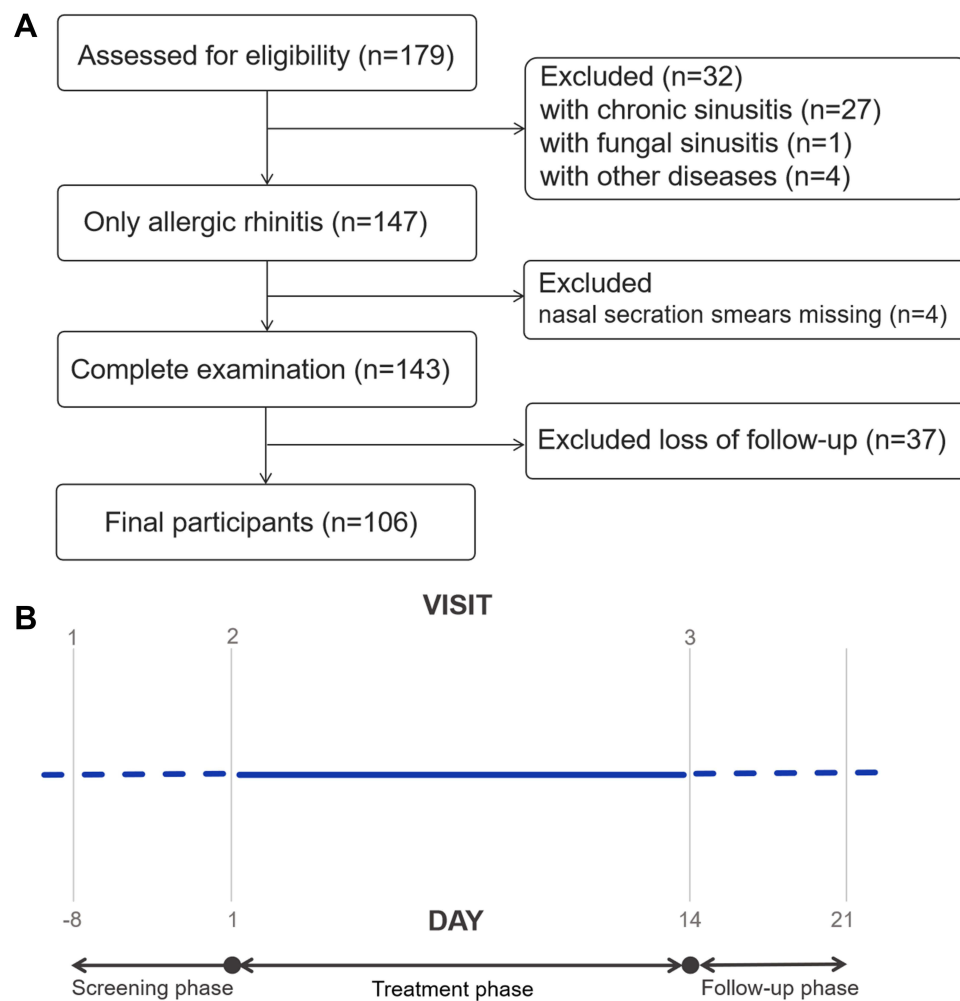 A
Assessed for eligibility (n=179)
Excluded (n=32)
with chronic sinusitis (n=27)
with fungal sinusitis (n=1)
with other diseases (n=4)
Only allergic rhinitis (n=147)
Excluded
nasal secration smears missing (n=4)
Complete examination (n=143)
Excluded loss of follow-up (n=37)
Final participants (n=106)
B
VISIT
1 2 3
-8 1 DAY 14 21
Screening phase Treatment phase Follow-up phase